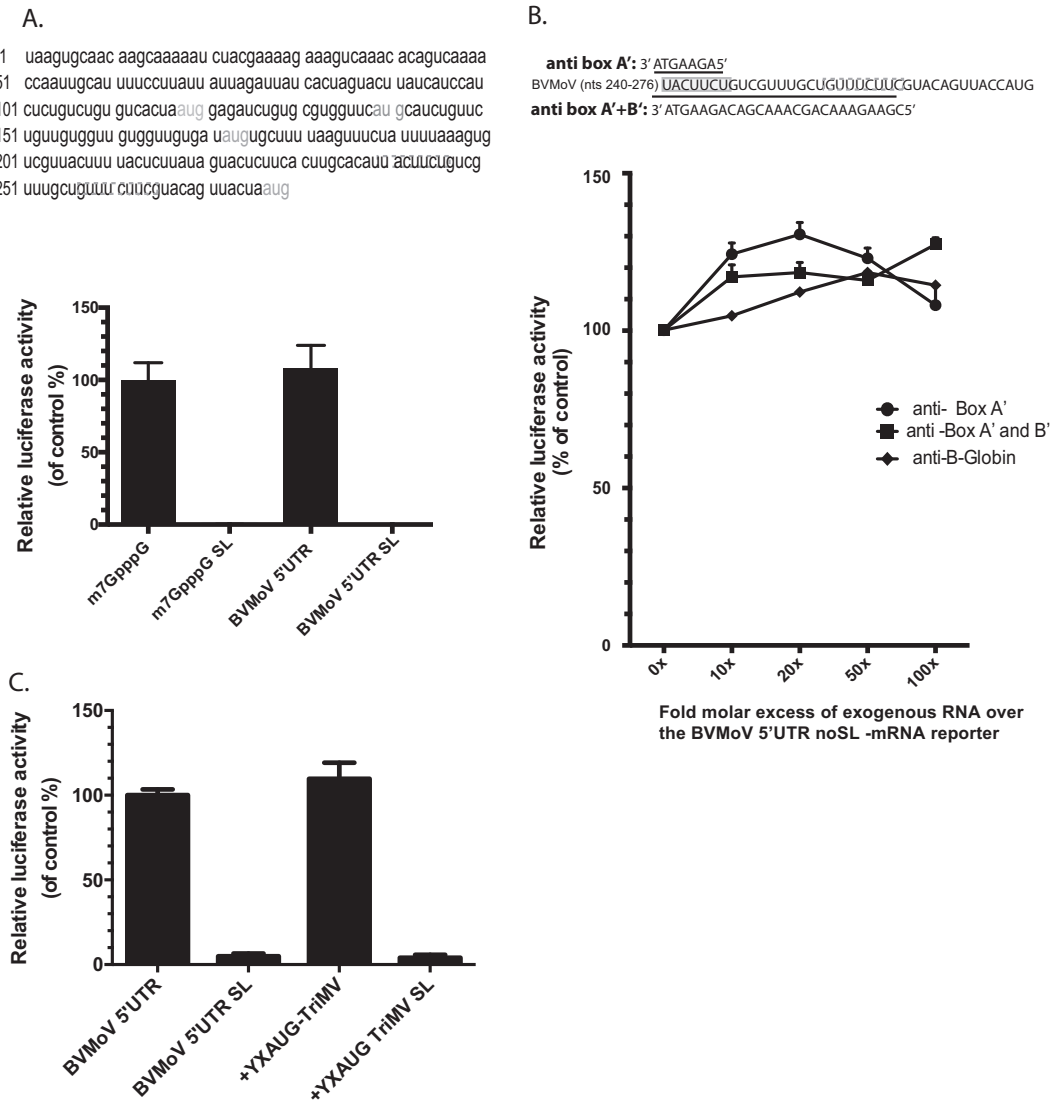 A.
1 uaagugcaac aagcaaaaau cuacgaaaag aaagucaaac acagucaaaa
51 ccaauugcau uuuccuuauu auuagauuau cacuaguacu uaucauccau
101 cucugucugu gucacuaaug gagaucugug cgugguucau gcaucuguuc
151 uguugugguu gugguuguga uaugugcuuu uaaguuucua uuuuaaagug
201 ucguuacuuu uacucuuaua guacucuuca cuugcacauu acuucugucg
251 uuugcuguuu cuucguacag uuacuaaug
150
100
50
0
Relative luciferase activity
(of control %)
m7GpppG
m7GpppG SL
BVMoV 5'UTR
BVMoV 5'UTR SL
B.
anti box A': 3' ATGAAGA5'
BVMoV (nts 240-276) UACUUCUGUCGUUUGCUGUUUCUUCGUACAGUUACCAUG
anti box A'+B': 3' ATGAAGACAGCAAACGACAAAGAAGC5'
150
100
50
0
Relative luciferase activity
(% of control)
anti- Box A'
anti -Box A' and B'
anti-B-Globin
0x
10x
20x
50x
100x
Fold molar excess of exogenous RNA over
the BVMoV 5'UTR noSL -mRNA reporter
C.
150
100
50
0
Relative luciferase activity
(of control %)
BVMoV 5'UTR
BVMoV 5'UTR SL
+YXAUG-TriMV
+YXAUG TriMV SL